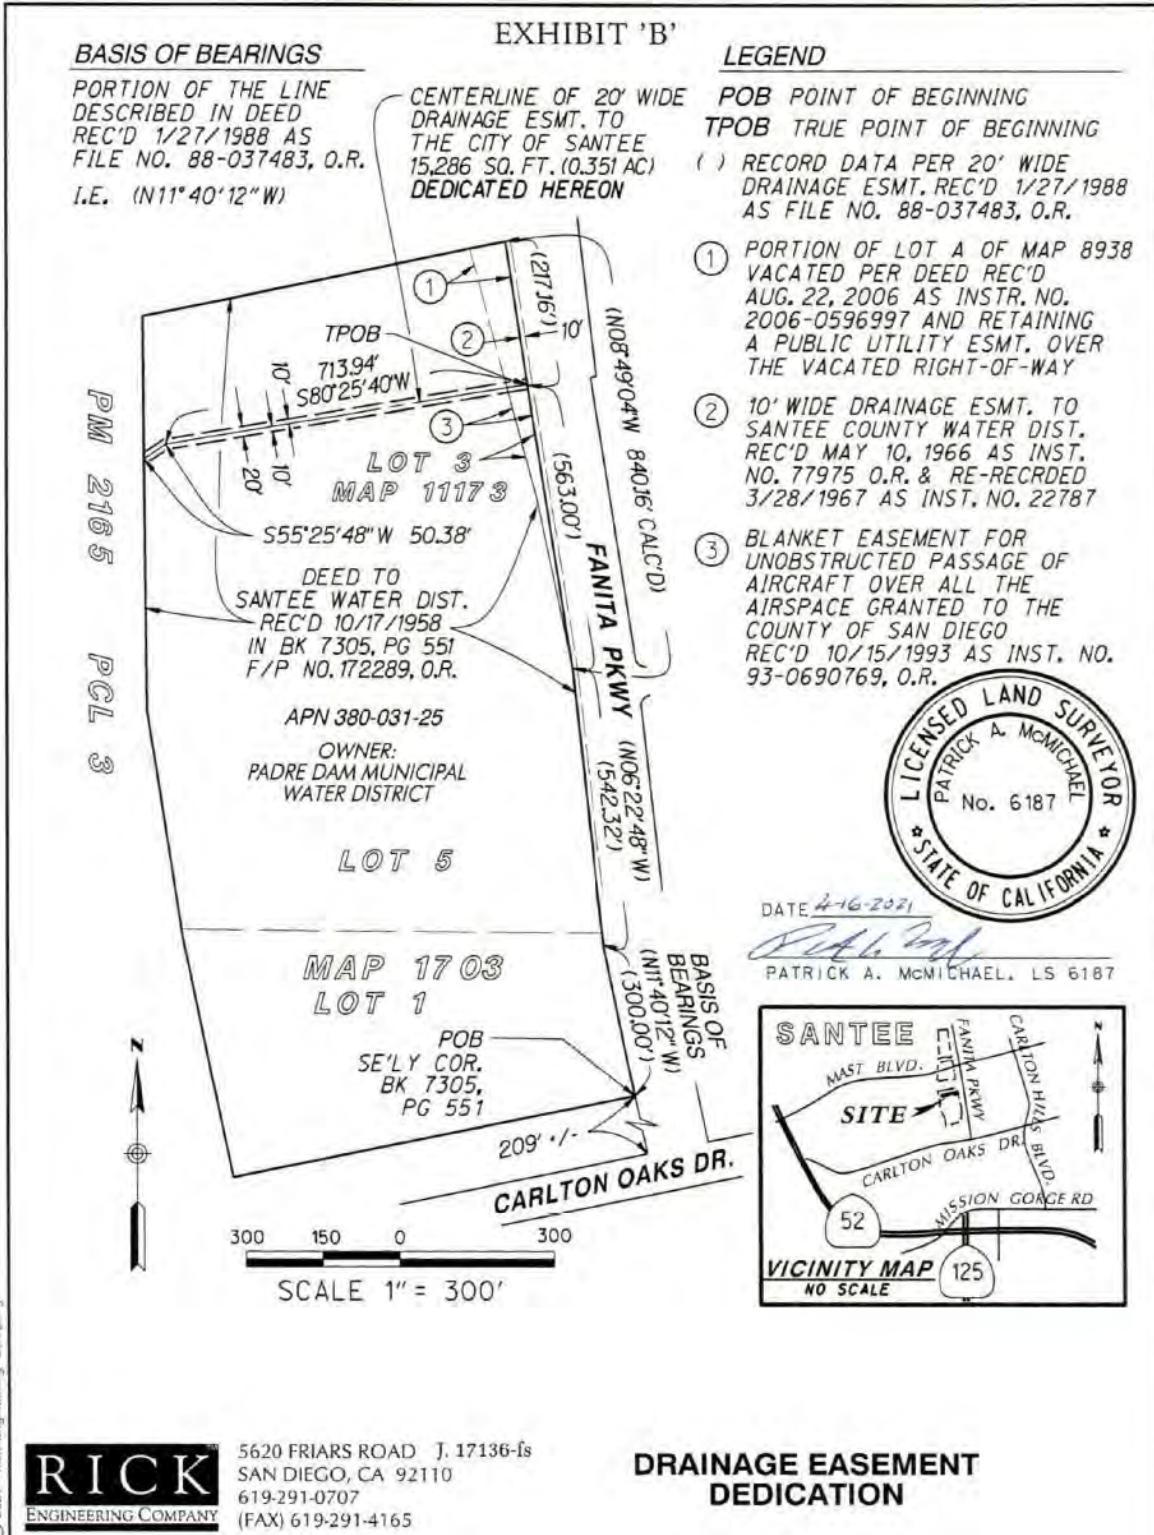 EXHIBIT 'B'
BASIS OF BEARINGS
PORTION OF THE LINE
DESCRIBED IN DEED
REC'D 1/27/1988 AS
FILE NO. 88-037483, O.R.
I.E. (N11°40'12"W)
CENTERLINE OF 20' WIDE
DRAINAGE ESMT. TO
THE CITY OF SANTEE
15,286 SQ. FT. (0.351 AC)
DEDICATED HEREON
LEGEND
POB POINT OF BEGINNING
TPOB TRUE POINT OF BEGINNING
( ) RECORD DATA PER 20' WIDE
DRAINAGE ESMT. REC'D 1/27/1988
AS FILE NO. 88-037483, O.R.
1 PORTION OF LOT A OF MAP 8938
VACATED PER DEED REC'D
AUG. 22, 2006 AS INSTR. NO.
2006-0596997 AND RETAINING
A PUBLIC UTILITY ESMT. OVER
THE VACATED RIGHT-OF-WAY
2 10' WIDE DRAINAGE ESMT. TO
SANTEE COUNTY WATER DIST.
REC'D MAY 10, 1966 AS INST.
NO. 77975 O.R. & RE-RECRDED
3/28/1967 AS INST. NO. 22787
3 BLANKET EASEMENT FOR
UNOBSTRUCTED PASSAGE OF
AIRCRAFT OVER ALL THE
AIRSPACE GRANTED TO THE
COUNTY OF SAN DIEGO
REC'D 10/15/1993 AS INST. NO.
93-0690769, O.R.
1
(217.16')
2
10'
TPOB
713.94'
S80°25'40"W
10'
3
20'
10'
(N08°49'04"W 840.16' CALC'D)
(563.00')
LOT 3
MAP 11173
S55°25'48"W 50.38'
PM 2165 PCL 3
DEED TO
SANTEE WATER DIST.
REC'D 10/17/1958
IN BK 7305, PG 551
F/P NO. 172289, O.R.
FANITA PKWY
APN 380-031-25
OWNER:
PADRE DAM MUNICIPAL
WATER DISTRICT
(N06°22'48"W)
(542.32')
LOT 5
MAP 1703
LOT 1
BASIS OF
BEARINGS
(N11°40'12"W)
(300.00')
POB
SE'LY COR.
BK 7305,
PG 551
209' +/-
CARLTON OAKS DR.
N
300 150 0 300
SCALE 1" = 300'
LICENSED LAND SURVEYOR
PATRICK A. McMICHAEL
No. 6187
STATE OF CALIFORNIA
DATE 4-16-2021
PATRICK A. McMICHAEL, LS 6187
SANTEE
MAST BLVD.
FANITA PKWY
CARLTON HILLS BLVD.
N
SITE
CARLTON OAKS DR.
MISSION GORGE RD
52
125
VICINITY MAP
NO SCALE
RICK
ENGINEERING COMPANY
5620 FRIARS ROAD J. 17136-fs
SAN DIEGO, CA 92110
619-291-0707
(FAX) 619-291-4165
DRAINAGE EASEMENT
DEDICATION